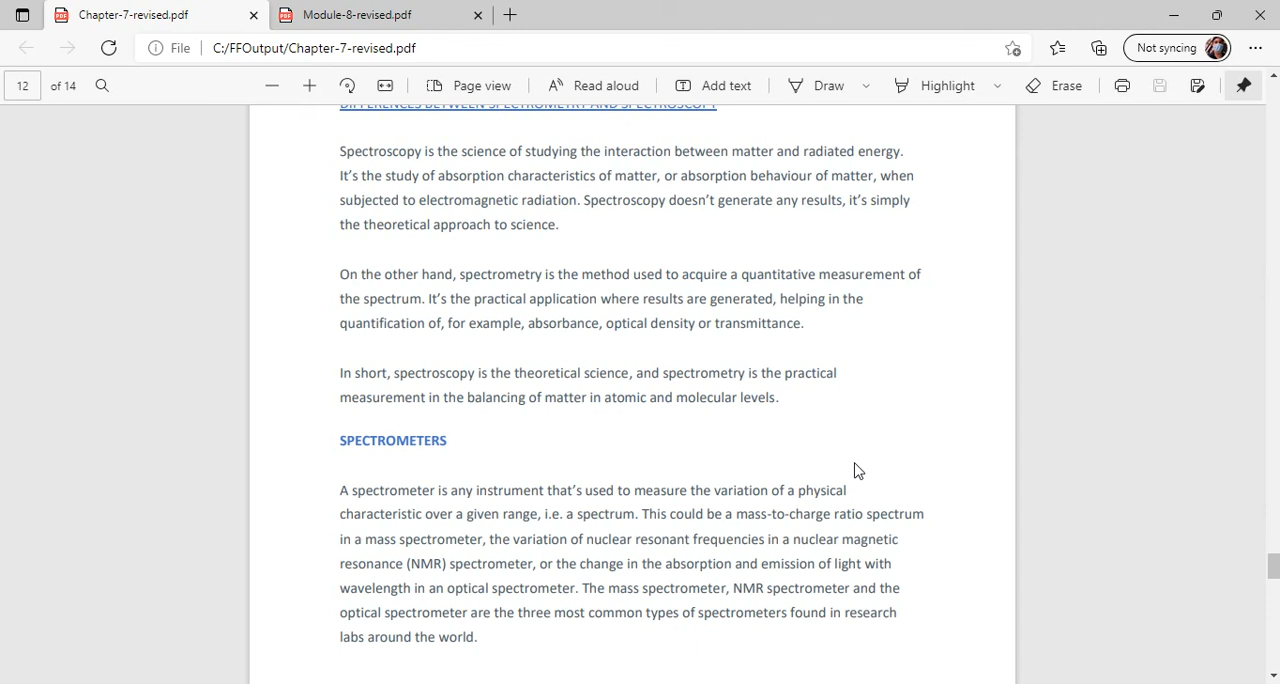 Chapter-7-revised.pdf
Module-8-revised.pdf
File
C:/FFOutput/Chapter-7-revised.pdf
Not syncing
12 of 14
Page view
Read aloud
Add text
Draw
Highlight
Erase
DIFFERENCES BETWEEN SPECTROMETRY AND SPECTROSCOPY
Spectroscopy is the science of studying the interaction between matter and radiated energy.
It's the study of absorption characteristics of matter, or absorption behaviour of matter, when
subjected to electromagnetic radiation. Spectroscopy doesn't generate any results, it's simply
the theoretical approach to science.
On the other hand, spectrometry is the method used to acquire a quantitative measurement of
the spectrum. It's the practical application where results are generated, helping in the
quantification of, for example, absorbance, optical density or transmittance.
In short, spectroscopy is the theoretical science, and spectrometry is the practical
measurement in the balancing of matter in atomic and molecular levels.
SPECTROMETERS
A spectrometer is any instrument that's used to measure the variation of a physical
characteristic over a given range, i.e. a spectrum. This could be a mass-to-charge ratio spectrum
in a mass spectrometer, the variation of nuclear resonant frequencies in a nuclear magnetic
resonance (NMR) spectrometer, or the change in the absorption and emission of light with
wavelength in an optical spectrometer. The mass spectrometer, NMR spectrometer and the
optical spectrometer are the three most common types of spectrometers found in research
labs around the world.